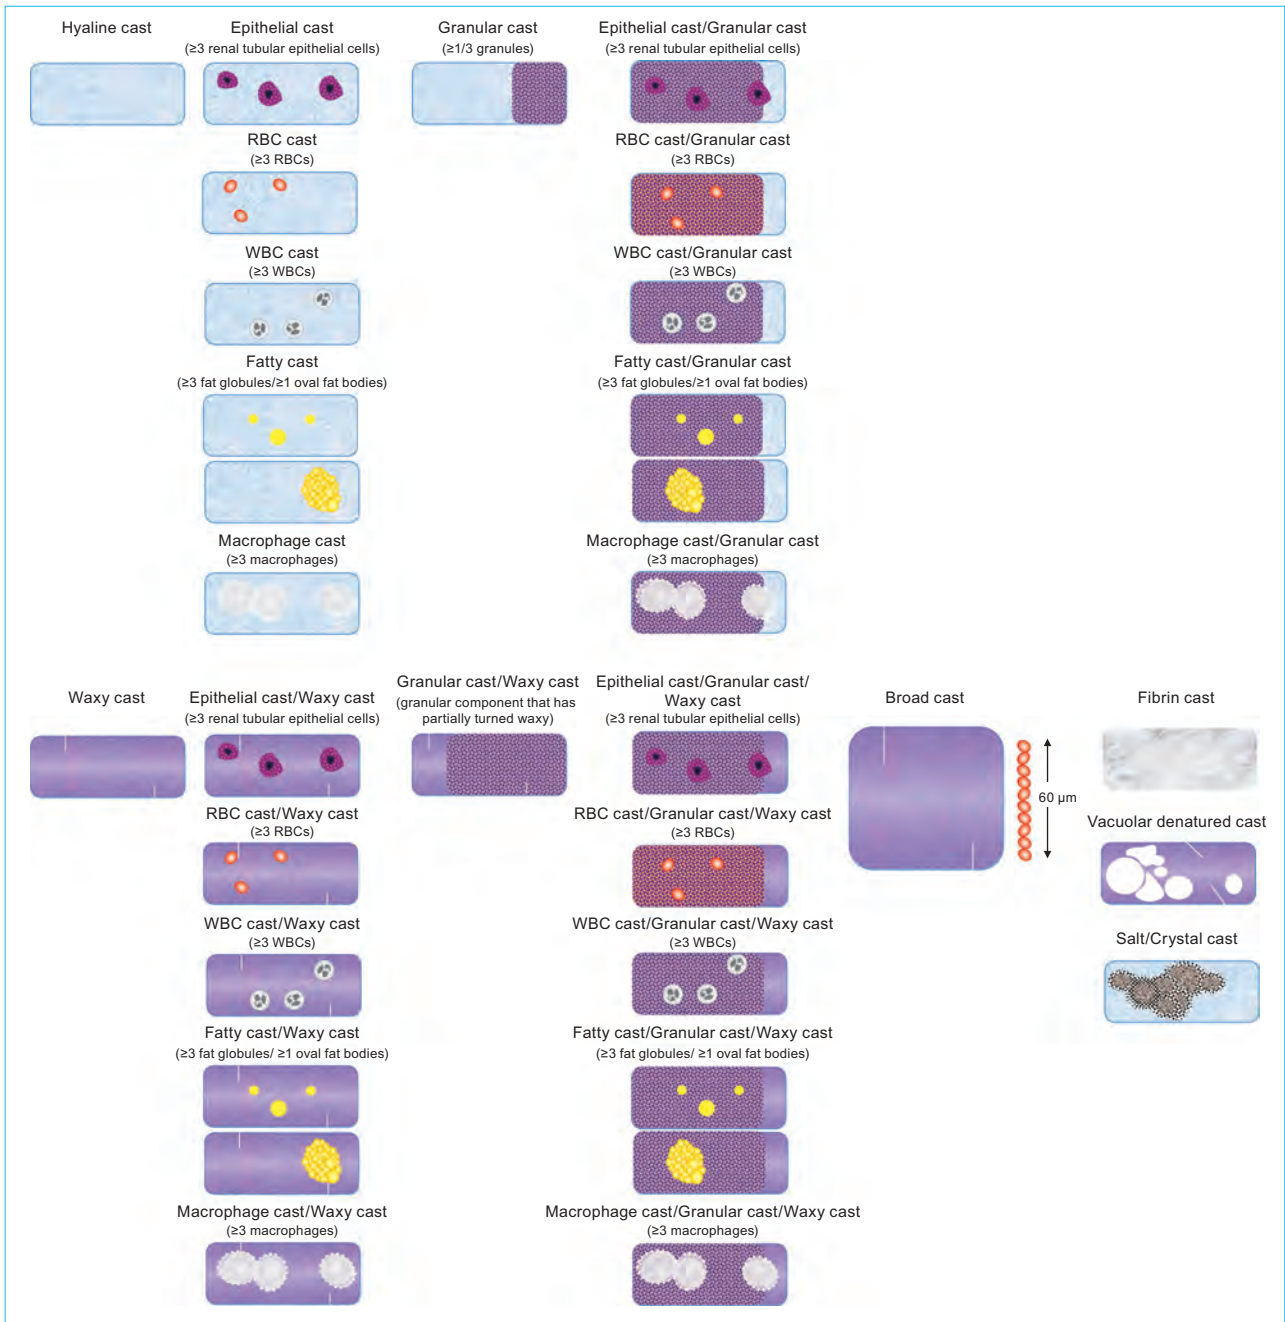 Hyaline cast
Epithelial cast
(≥3 renal tubular epithelial cells)
Granular cast
(≥1/3 granules)
Epithelial cast/Granular cast
(≥3 renal tubular epithelial cells)
RBC cast
(≥3 RBCs)
RBC cast/Granular cast
(≥3 RBCs)
WBC cast
(≥3 WBCs)
WBC cast/Granular cast
(≥3 WBCs)
Fatty cast
(≥3 fat globules/≥1 oval fat bodies)
Fatty cast/Granular cast
(≥3 fat globules/≥1 oval fat bodies)
Macrophage cast
(≥3 macrophages)
Macrophage cast/Granular cast
(≥3 macrophages)
Waxy cast
Epithelial cast/Waxy cast
(≥3 renal tubular epithelial cells)
Granular cast/Waxy cast
(granular component that has
partially turned waxy)
Epithelial cast/Granular cast/
Waxy cast
(≥3 renal tubular epithelial cells)
Broad cast
60 µm
Fibrin cast
RBC cast/Waxy cast
(≥3 RBCs)
RBC cast/Granular cast/Waxy cast
(≥3 RBCs)
Vacuolar denatured cast
WBC cast/Waxy cast
(≥3 WBCs)
WBC cast/Granular cast/Waxy cast
(≥3 WBCs)
Salt/Crystal cast
Fatty cast/Waxy cast
(≥3 fat globules/ ≥1 oval fat bodies)
Fatty cast/Granular cast/Waxy cast
(≥3 fat globules/ ≥1 oval fat bodies)
Macrophage cast/Waxy cast
(≥3 macrophages)
Macrophage cast/Granular cast/Waxy cast
(≥3 macrophages)